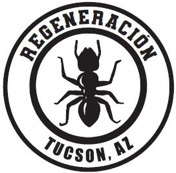 REGENERACIÓN
TUCSON, AZ